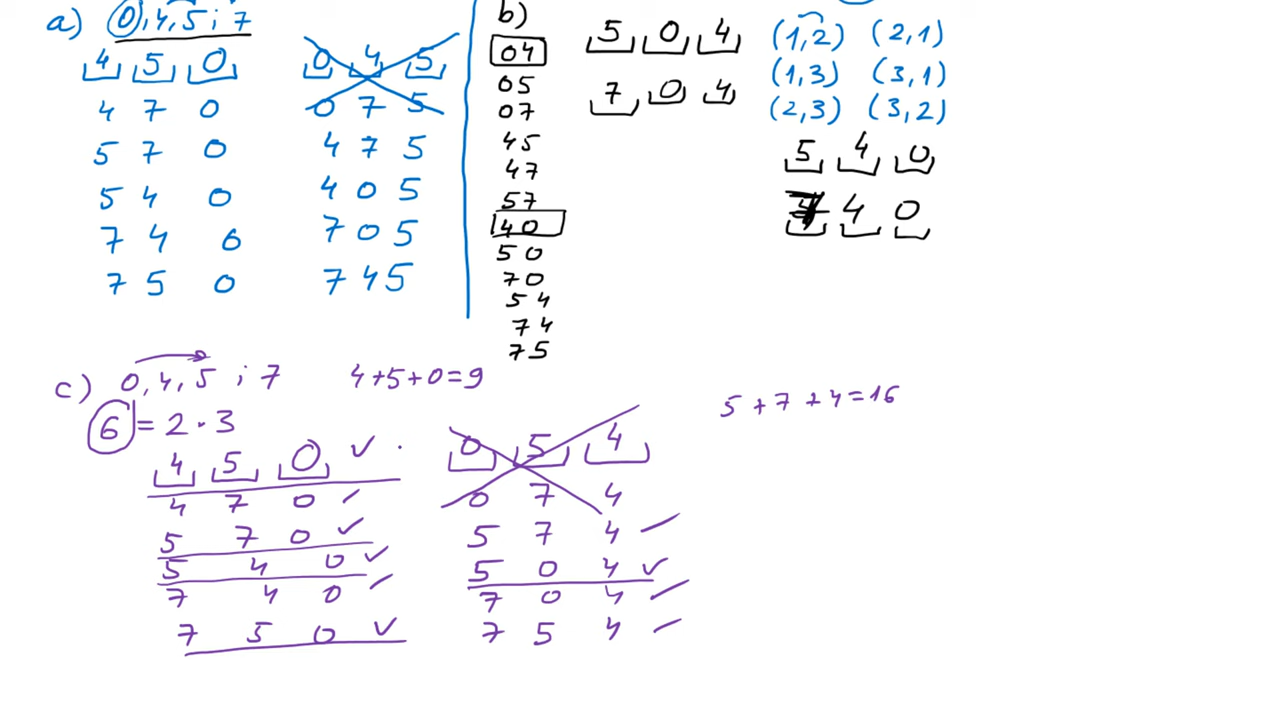 a) 0, 4, 5 ; 7
4 5 0
4 7 0
5 7 0
5 4 0
7 4 0
7 5 0
0 4 5
0 7 5
4 7 5
4 0 5
7 0 5
7 4 5
b)
04
05
07
45
47
57
40
50
70
54
74
75
5 0 4
7 0 4
(1,2) (2,1)
(1,3) (3,1)
(2,3) (3,2)
5 4 0
7 4 0
c) 0, 4, 5 ; 7 4+5+0=9
6 = 2 · 3
4 5 0 ✓
4 7 0
5 7 0 ✓
5 4 0 ✓
7 4 0
7 5 0 ✓
0 5 4
0 7 4
5 7 4
5 0 4 ✓
7 0 4
7 5 4
5+7+4=16